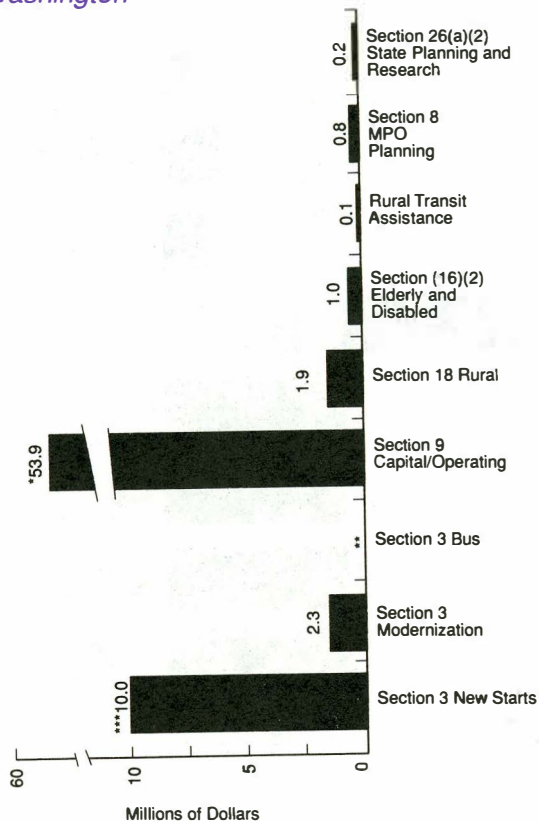 0.2
Section 26(a)(2)
State Planning and
Research
0.8
Section 8
MPO
Planning
0.1
Rural Transit
Assistance
1.0
Section (16)(2)
Elderly and
Disabled
1.9
Section 18 Rural
*53.9
Section 9
Capital/Operating
**
Section 3 Bus
2.3
Section 3
Modernization
***10.0
Section 3 New Starts
60
10
5
0
Millions of Dollars